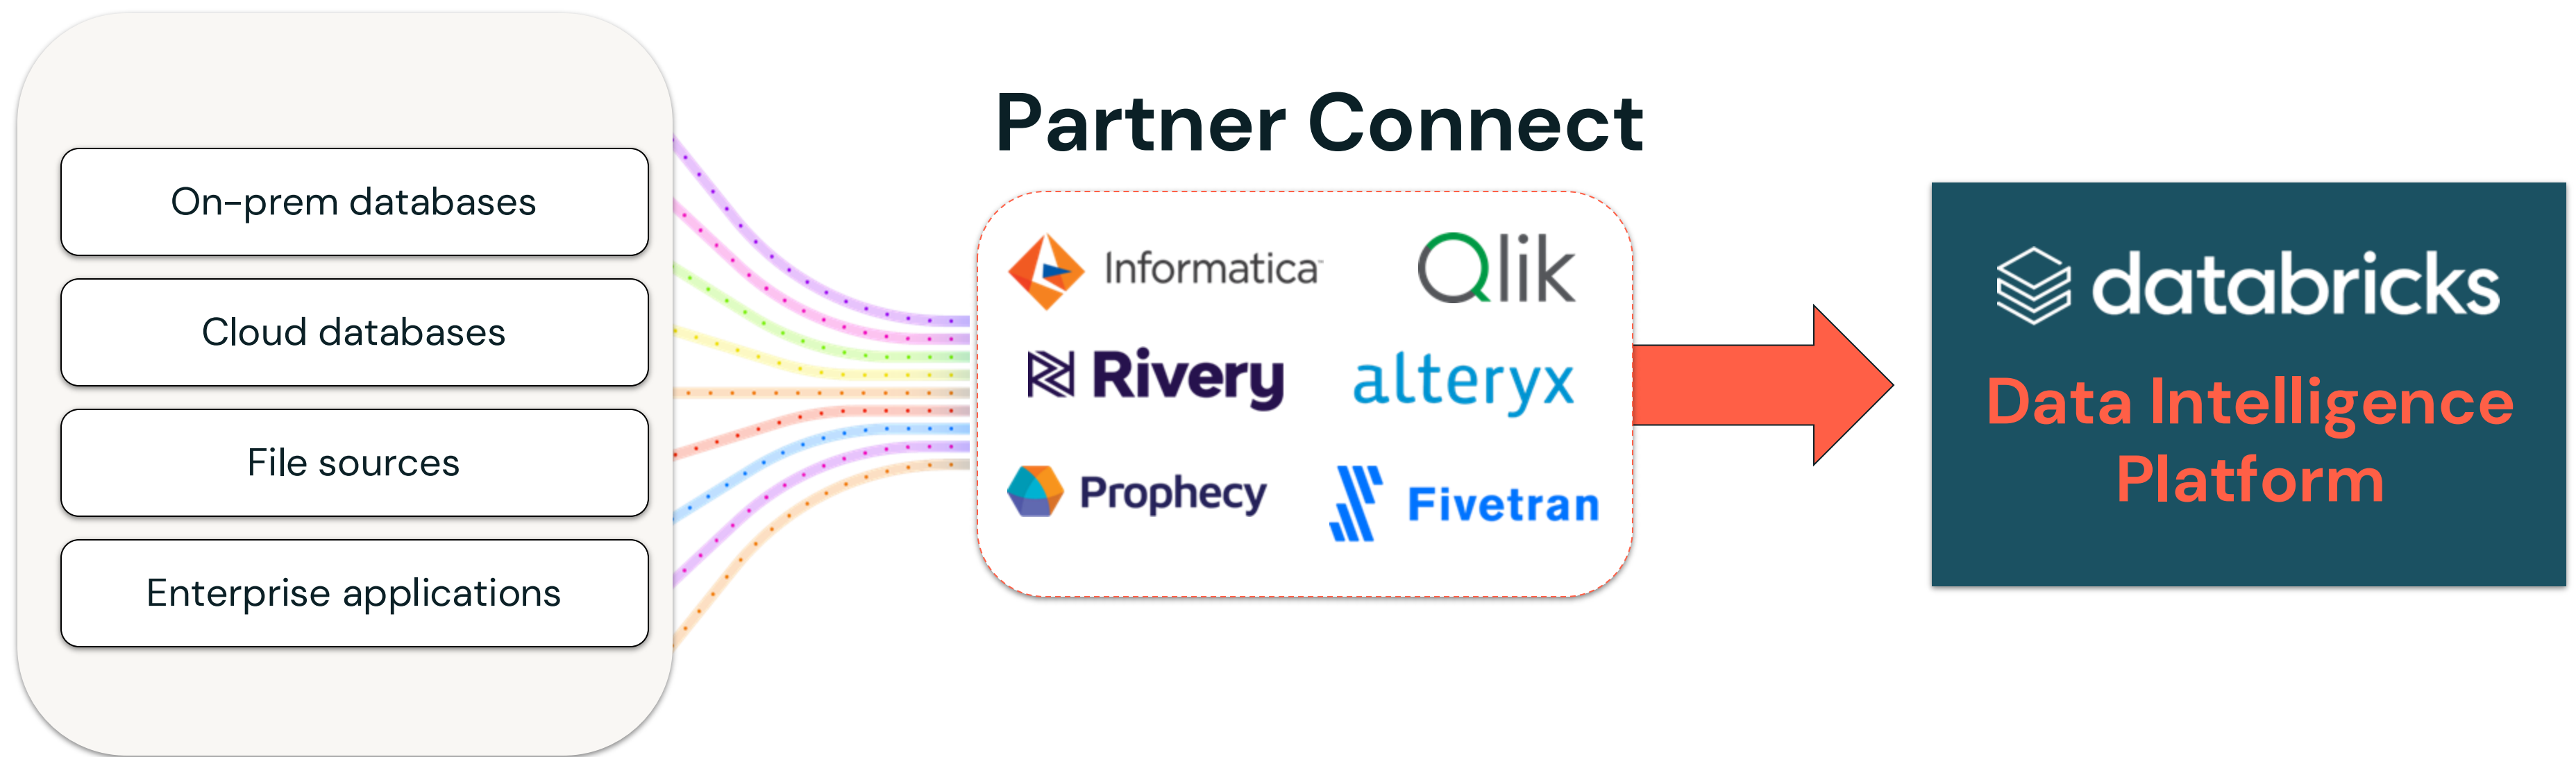 On-prem databases
Cloud databases
File sources
Enterprise applications
Partner Connect
Informatica™
Qlik
Rivery
alteryx
Prophecy
Fivetran
databricks
Data Intelligence
Platform